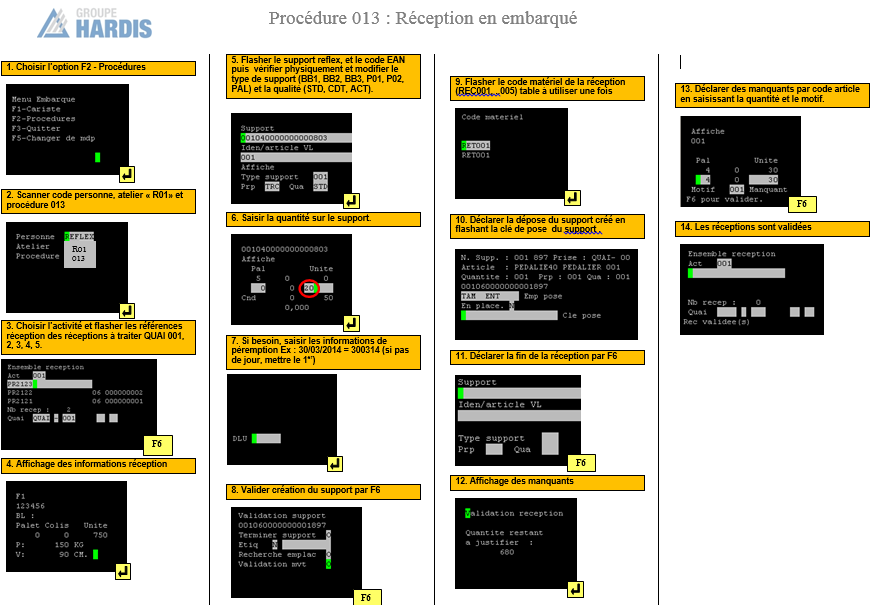 GROUPE
HARDIS
Procédure 013 : Réception en embarqué
1. Choisir l'option F2 - Procédures
Menu Embarque
F1-Cariste
F2-Procedures
F3-Quitter
F5-Changer de mdp
2. Scanner code personne, atelier « R01» et
procédure 013
Personne REFLEX
Atelier R01
Procedure 013
3. Choisir l'activité et flasher les références
réception des réceptions à traiter QUAI 001,
2, 3, 4, 5.
Ensemble reception
Act 001
PR2123
PR2122 06 000000002
PR2121 06 000000001
Nb recep : 2
Quai QUAI - 001
F6
4. Affichage des informations réception
F1
123456
BL :
Palet Colis Unite
0 0 750
P: 150 KG
V: 90 CM.
5. Flasher le support reflex, et le code EAN
puis vérifier physiquement et modifier le
type de support (BB1, BB2, BB3, P01, P02,
PAL) et la qualité (STD, CDT, ACT).
Support
001040000000000803
Iden/article VL
001
Affiche
Type support 001
Prp TRC Qua STD
6. Saisir la quantité sur le support.
001040000000000803
Affiche
Pal Unite
5 0 0
0 0 20
Cnd 0 50
0,000
7. Si besoin, saisir les informations de
péremption Ex : 30/03/2014 = 300314 (si pas
de jour, mettre le 1er)
DLU
8. Valider création du support par F6
Validation support
001060000000001897
Terminer support O
Etiq N
Recherche emplac O
Validation mvt O
F6
9. Flasher le code matériel de la réception
(REC001,..005) table à utiliser une fois
Code materiel
RET001
RET001
10. Déclarer la dépose du support créé en
flashant la clé de pose du support
N. Supp. : 001 897 Prise : QUAI- 00
Article : PEDALIE40 PEDALIER 001
Quantite : 001 Prp : 001 Qua : 001
001060000000001897
TAM ENT Emp pose
En place. N
Cle pose
11. Déclarer la fin de la réception par F6
Support
Iden/article VL
Type support
Prp Qua
F6
12. Affichage des manquants
Validation reception
Quantite restant
a justifier :
680
13. Déclarer des manquants par code article
en saisissant la quantité et le motif.
Affiche
001
Pal Unite
4 0 30
4 0 30
Motif 001 Manquant
F6 pour valider.
F6
14. Les réceptions sont validées
Ensemble reception
Act 001
Nb recep : 0
Quai
Rec validee(s)